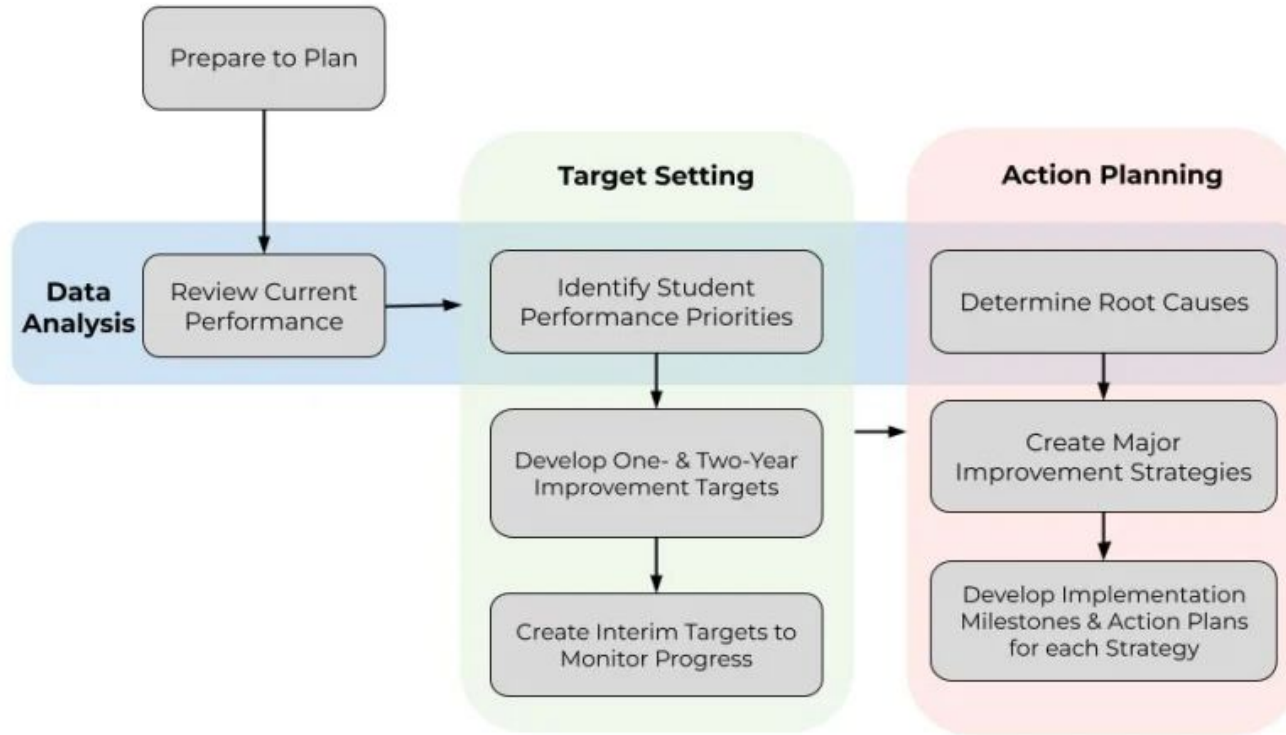 Prepare to Plan
Target Setting
Action Planning
Data
Analysis
Review Current
Performance
Identify Student
Performance Priorities
Determine Root Causes
Develop One- & Two-Year
Improvement Targets
Create Major
Improvement Strategies
Create Interim Targets to
Monitor Progress
Develop Implementation
Milestones & Action Plans
for each Strategy